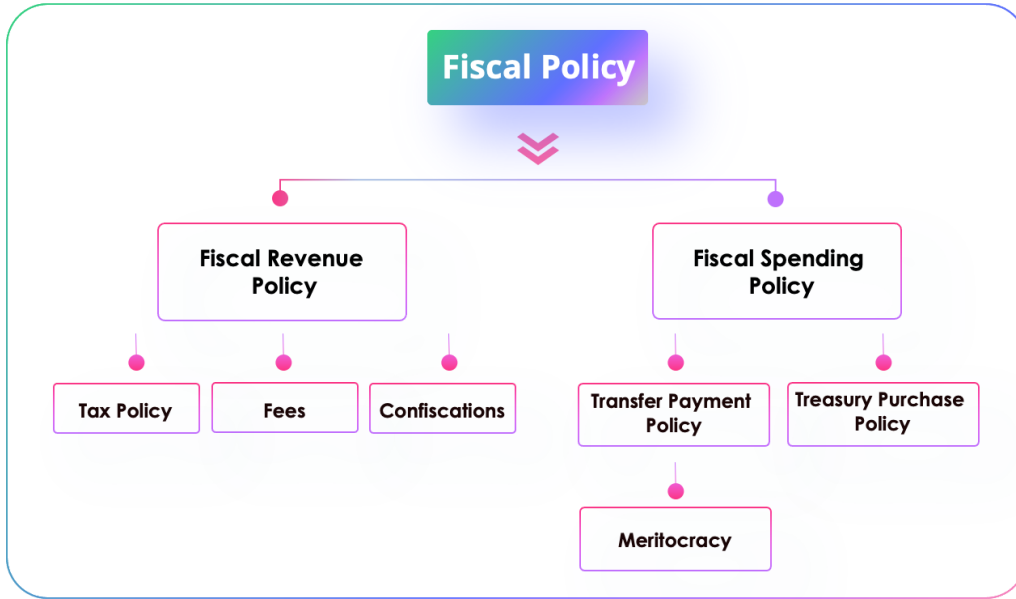 Fiscal Policy
Fiscal Revenue
Policy
Fiscal Spending
Policy
Tax Policy
Fees
Confiscations
Transfer Payment
Policy
Treasury Purchase
Policy
Meritocracy